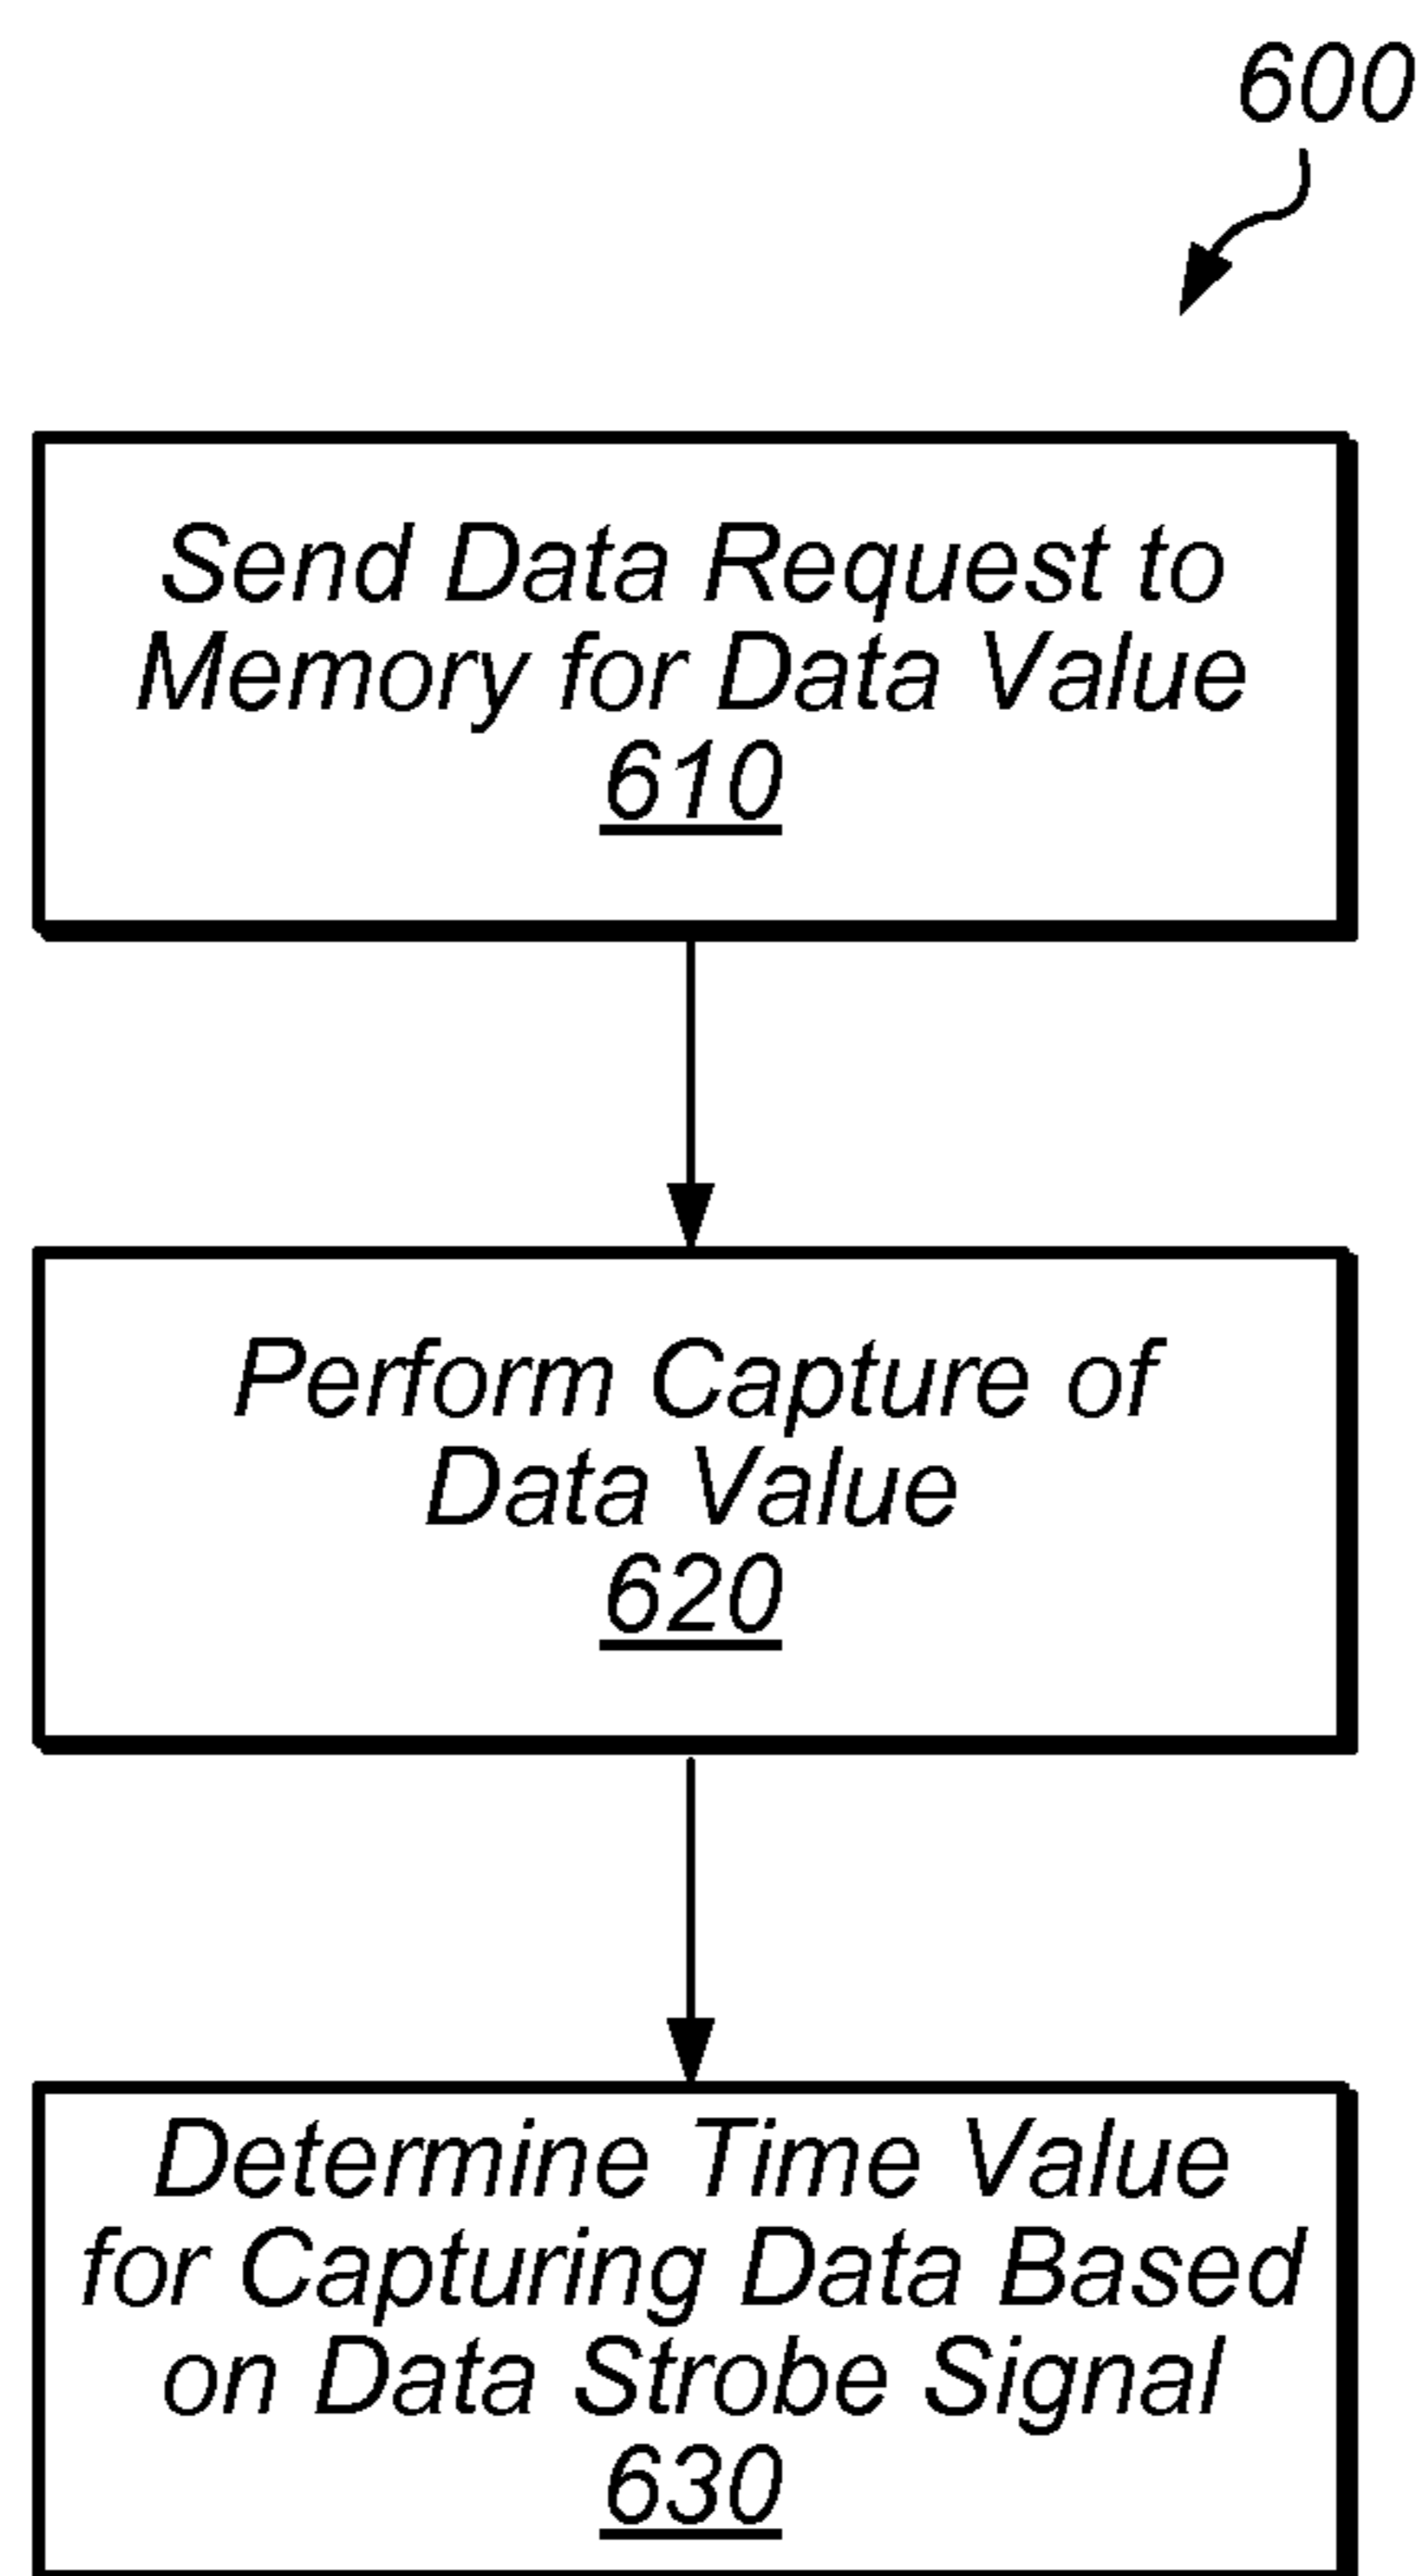 600
Send Data Request to
Memory for Data Value
610
Perform Capture of
Data Value
620
Determine Time Value
for Capturing Data Based
on Data Strobe Signal
630